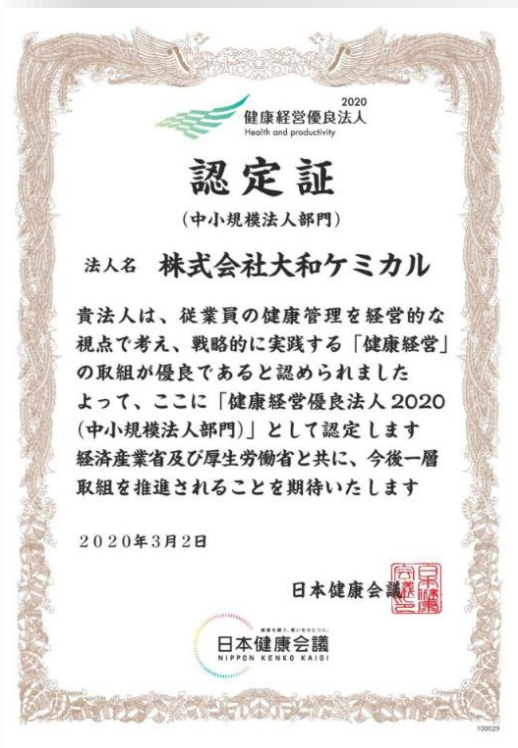 2020
健康経営優良法人
Health and productivity
認定証
(中小規模法人部門)
法人名 株式会社大和ケミカル
貴法人は、従業員の健康管理を経営的な
視点で考え、戦略的に実践する「健康経営」
の取組が優良であると認められました
よって、ここに「健康経営優良法人2020
(中小規模法人部門)」として認定します
経済産業省及び厚生労働省と共に、今後一層
取組を推進されることを期待いたします
2020年3月2日
日本健康会議
日本健康会議印
日本健康会議
NIPPON KENKO KAIGI
100029